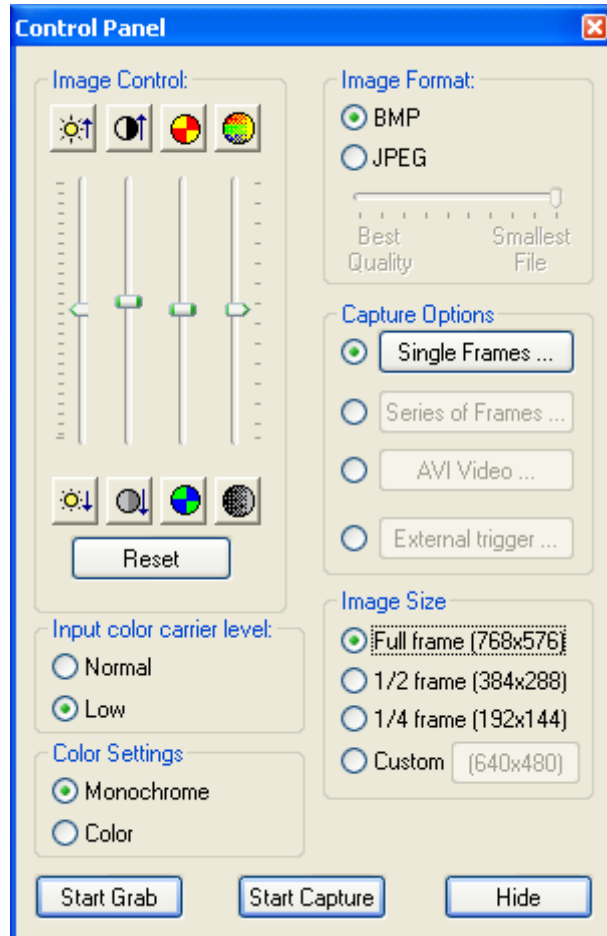 Control Panel
Image Control:
Reset
Input color carrier level:
Normal
Low
Color Settings
Monochrome
Color
Image Format:
BMP
JPEG
Best Smallest
Quality File
Capture Options
Single Frames ...
Series of Frames ...
AVI Video ...
External trigger ...
Image Size
Full frame (768x576)
1/2 frame (384x288)
1/4 frame (192x144)
Custom (640x480)
Start Grab Start Capture Hide